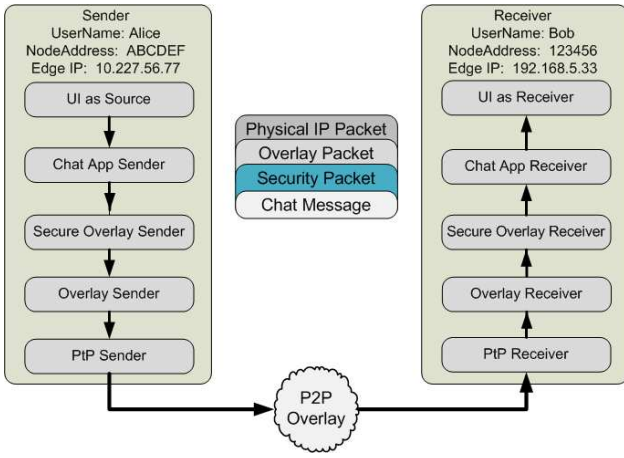 Sender
UserName: Alice
NodeAddress: ABCDEF
Edge IP: 10.227.56.77
UI as Source
Chat App Sender
Secure Overlay Sender
Overlay Sender
PtP Sender
Physical IP Packet
Overlay Packet
Security Packet
Chat Message
P2P
Overlay
Receiver
UserName: Bob
NodeAddress: 123456
Edge IP: 192.168.5.33
UI as Receiver
Chat App Receiver
Secure Overlay Receiver
Overlay Receiver
PtP Receiver